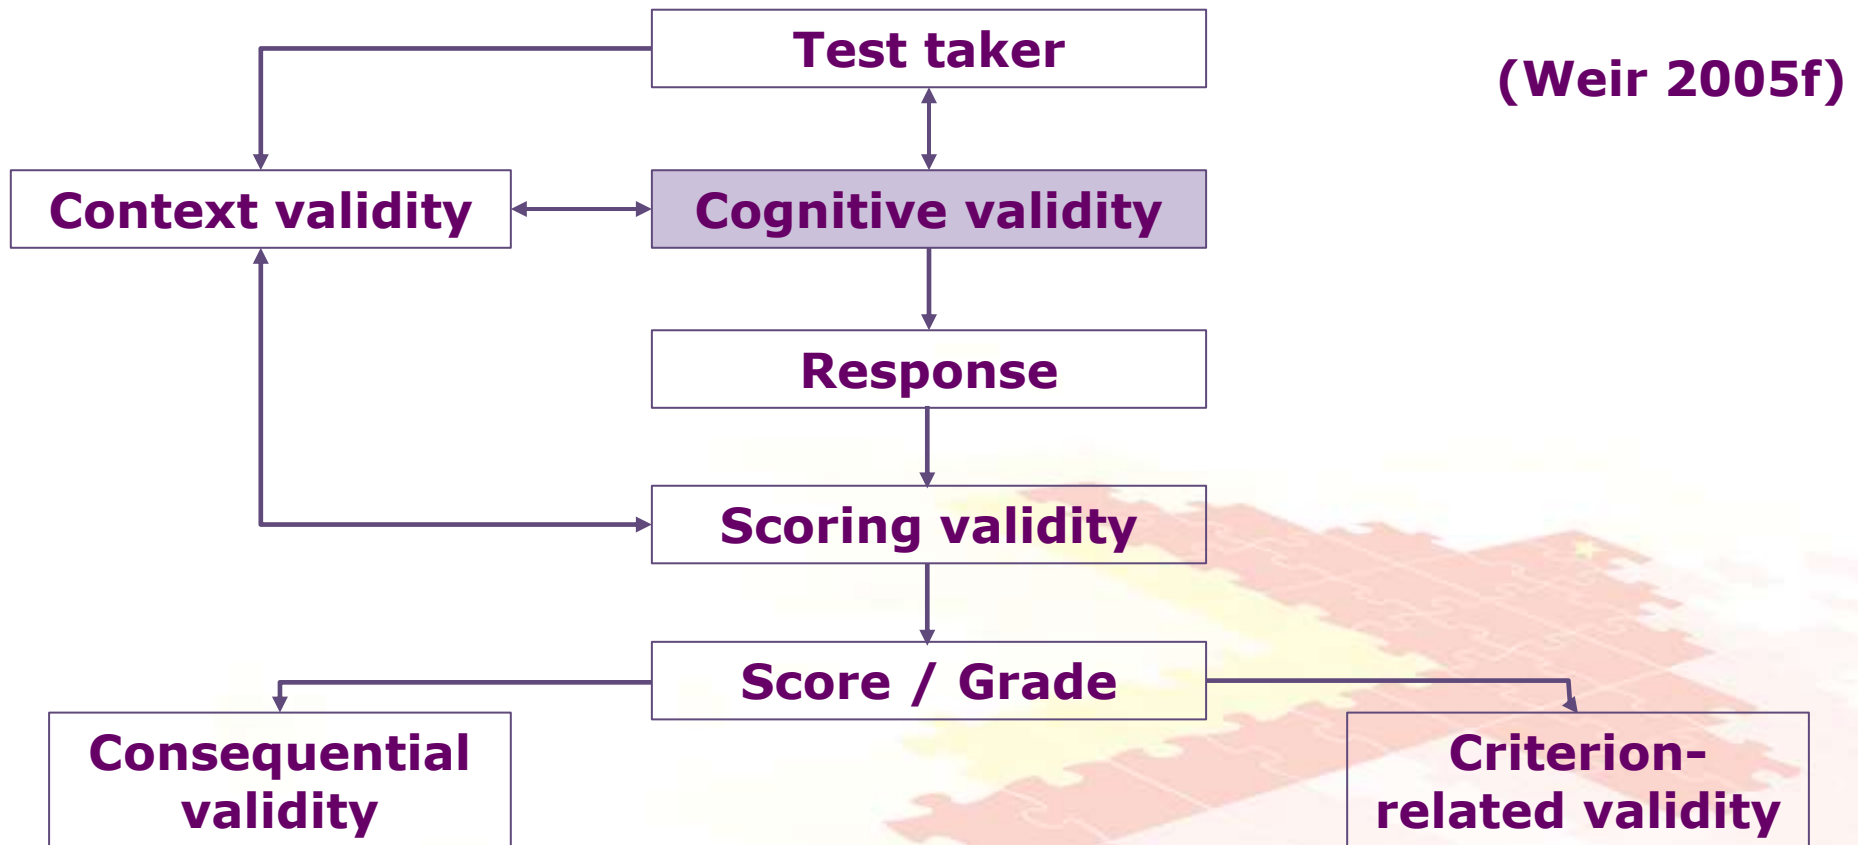 Test taker
(Weir 2005f)
Context validity
Cognitive validity
Response
Scoring validity
Score / Grade
Consequential
validity
Criterion-
related validity